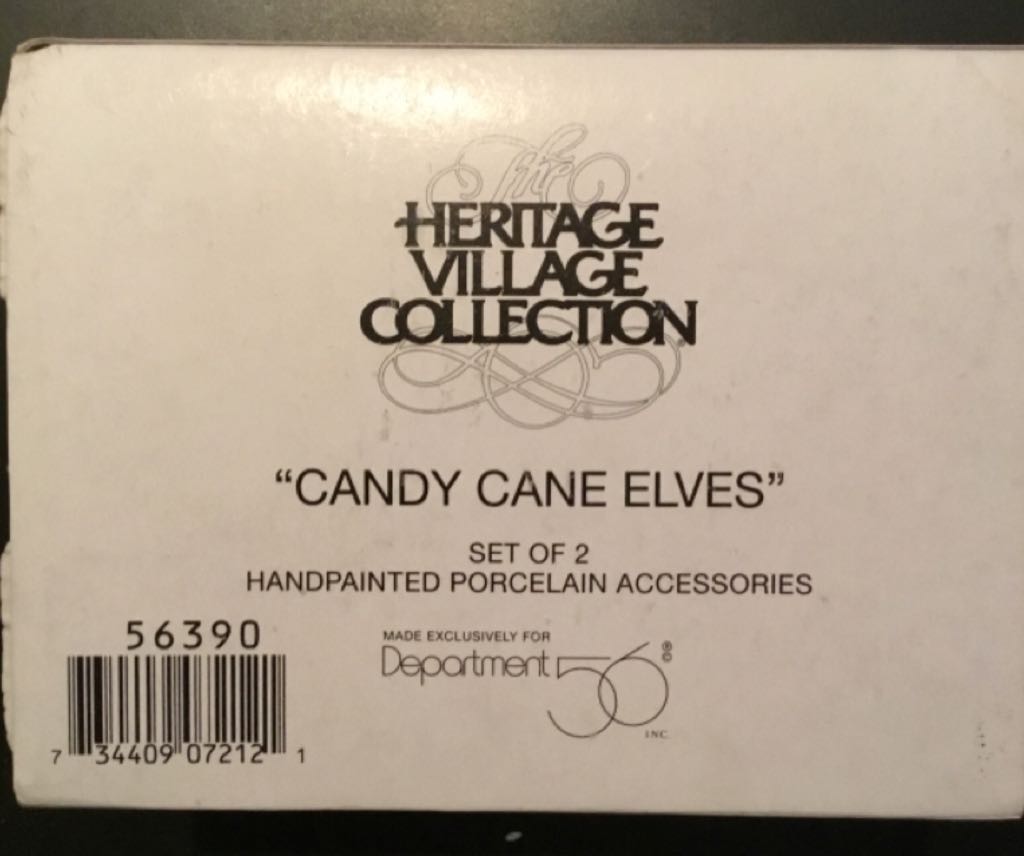 The
HERITAGE
VILLAGE
COLLECTION®
“CANDY CANE ELVES”
SET OF 2
HANDPAINTED PORCELAIN ACCESSORIES
56390
7 34409 07212 1
MADE EXCLUSIVELY FOR
Department 56 ®©
INC.